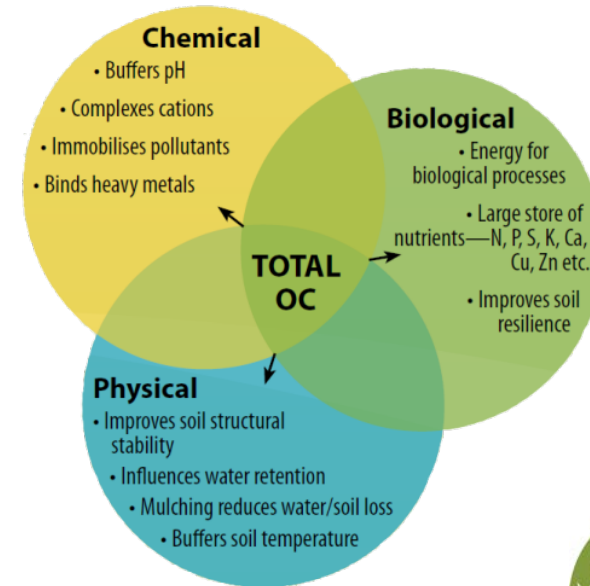 Chemical
• Buffers pH
• Complexes cations
• Immobilises pollutants
• Binds heavy metals
Biological
• Energy for
biological processes
• Large store of
nutrients—N, P, S, K, Ca,
Cu, Zn etc.
• Improves soil
resilience
TOTAL
OC
Physical
• Improves soil structural
stability
• Influences water retention
• Mulching reduces water/soil loss
• Buffers soil temperature